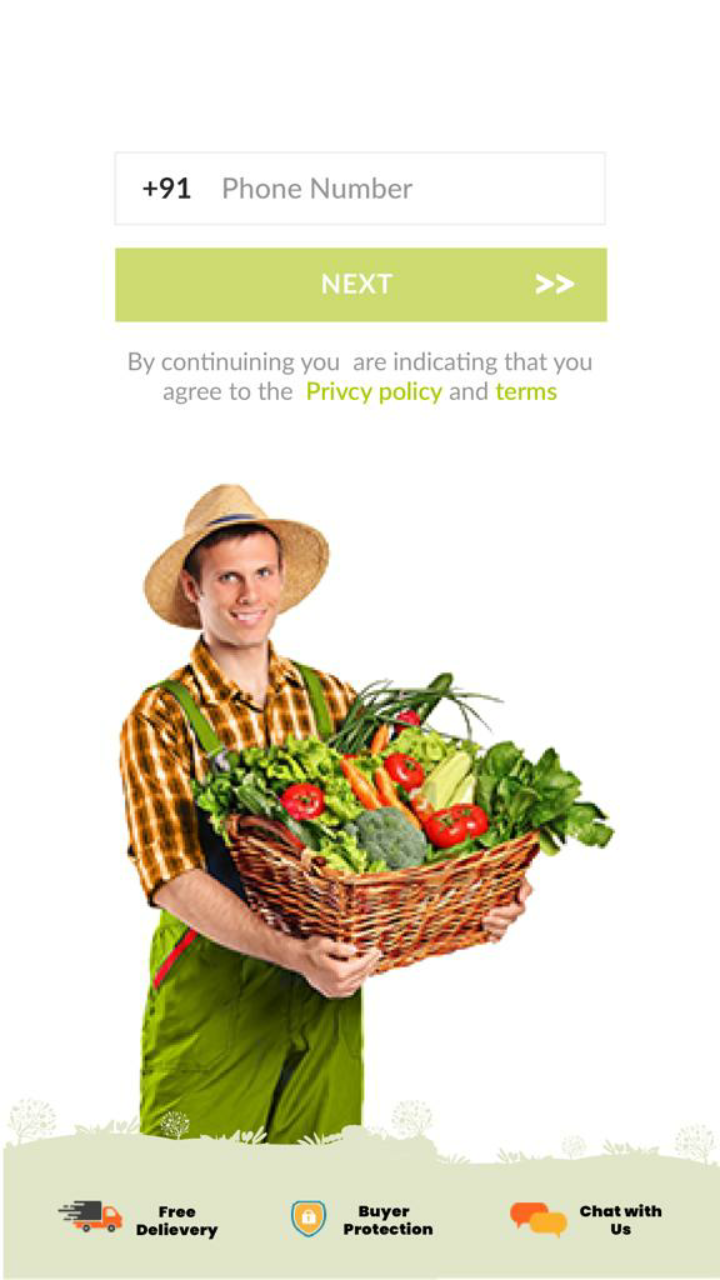 +91 Phone Number
NEXT >>
By continuining you are indicating that you
agree to the Privcy policy and terms
Free
Delievery
Buyer
Protection
Chat with
Us